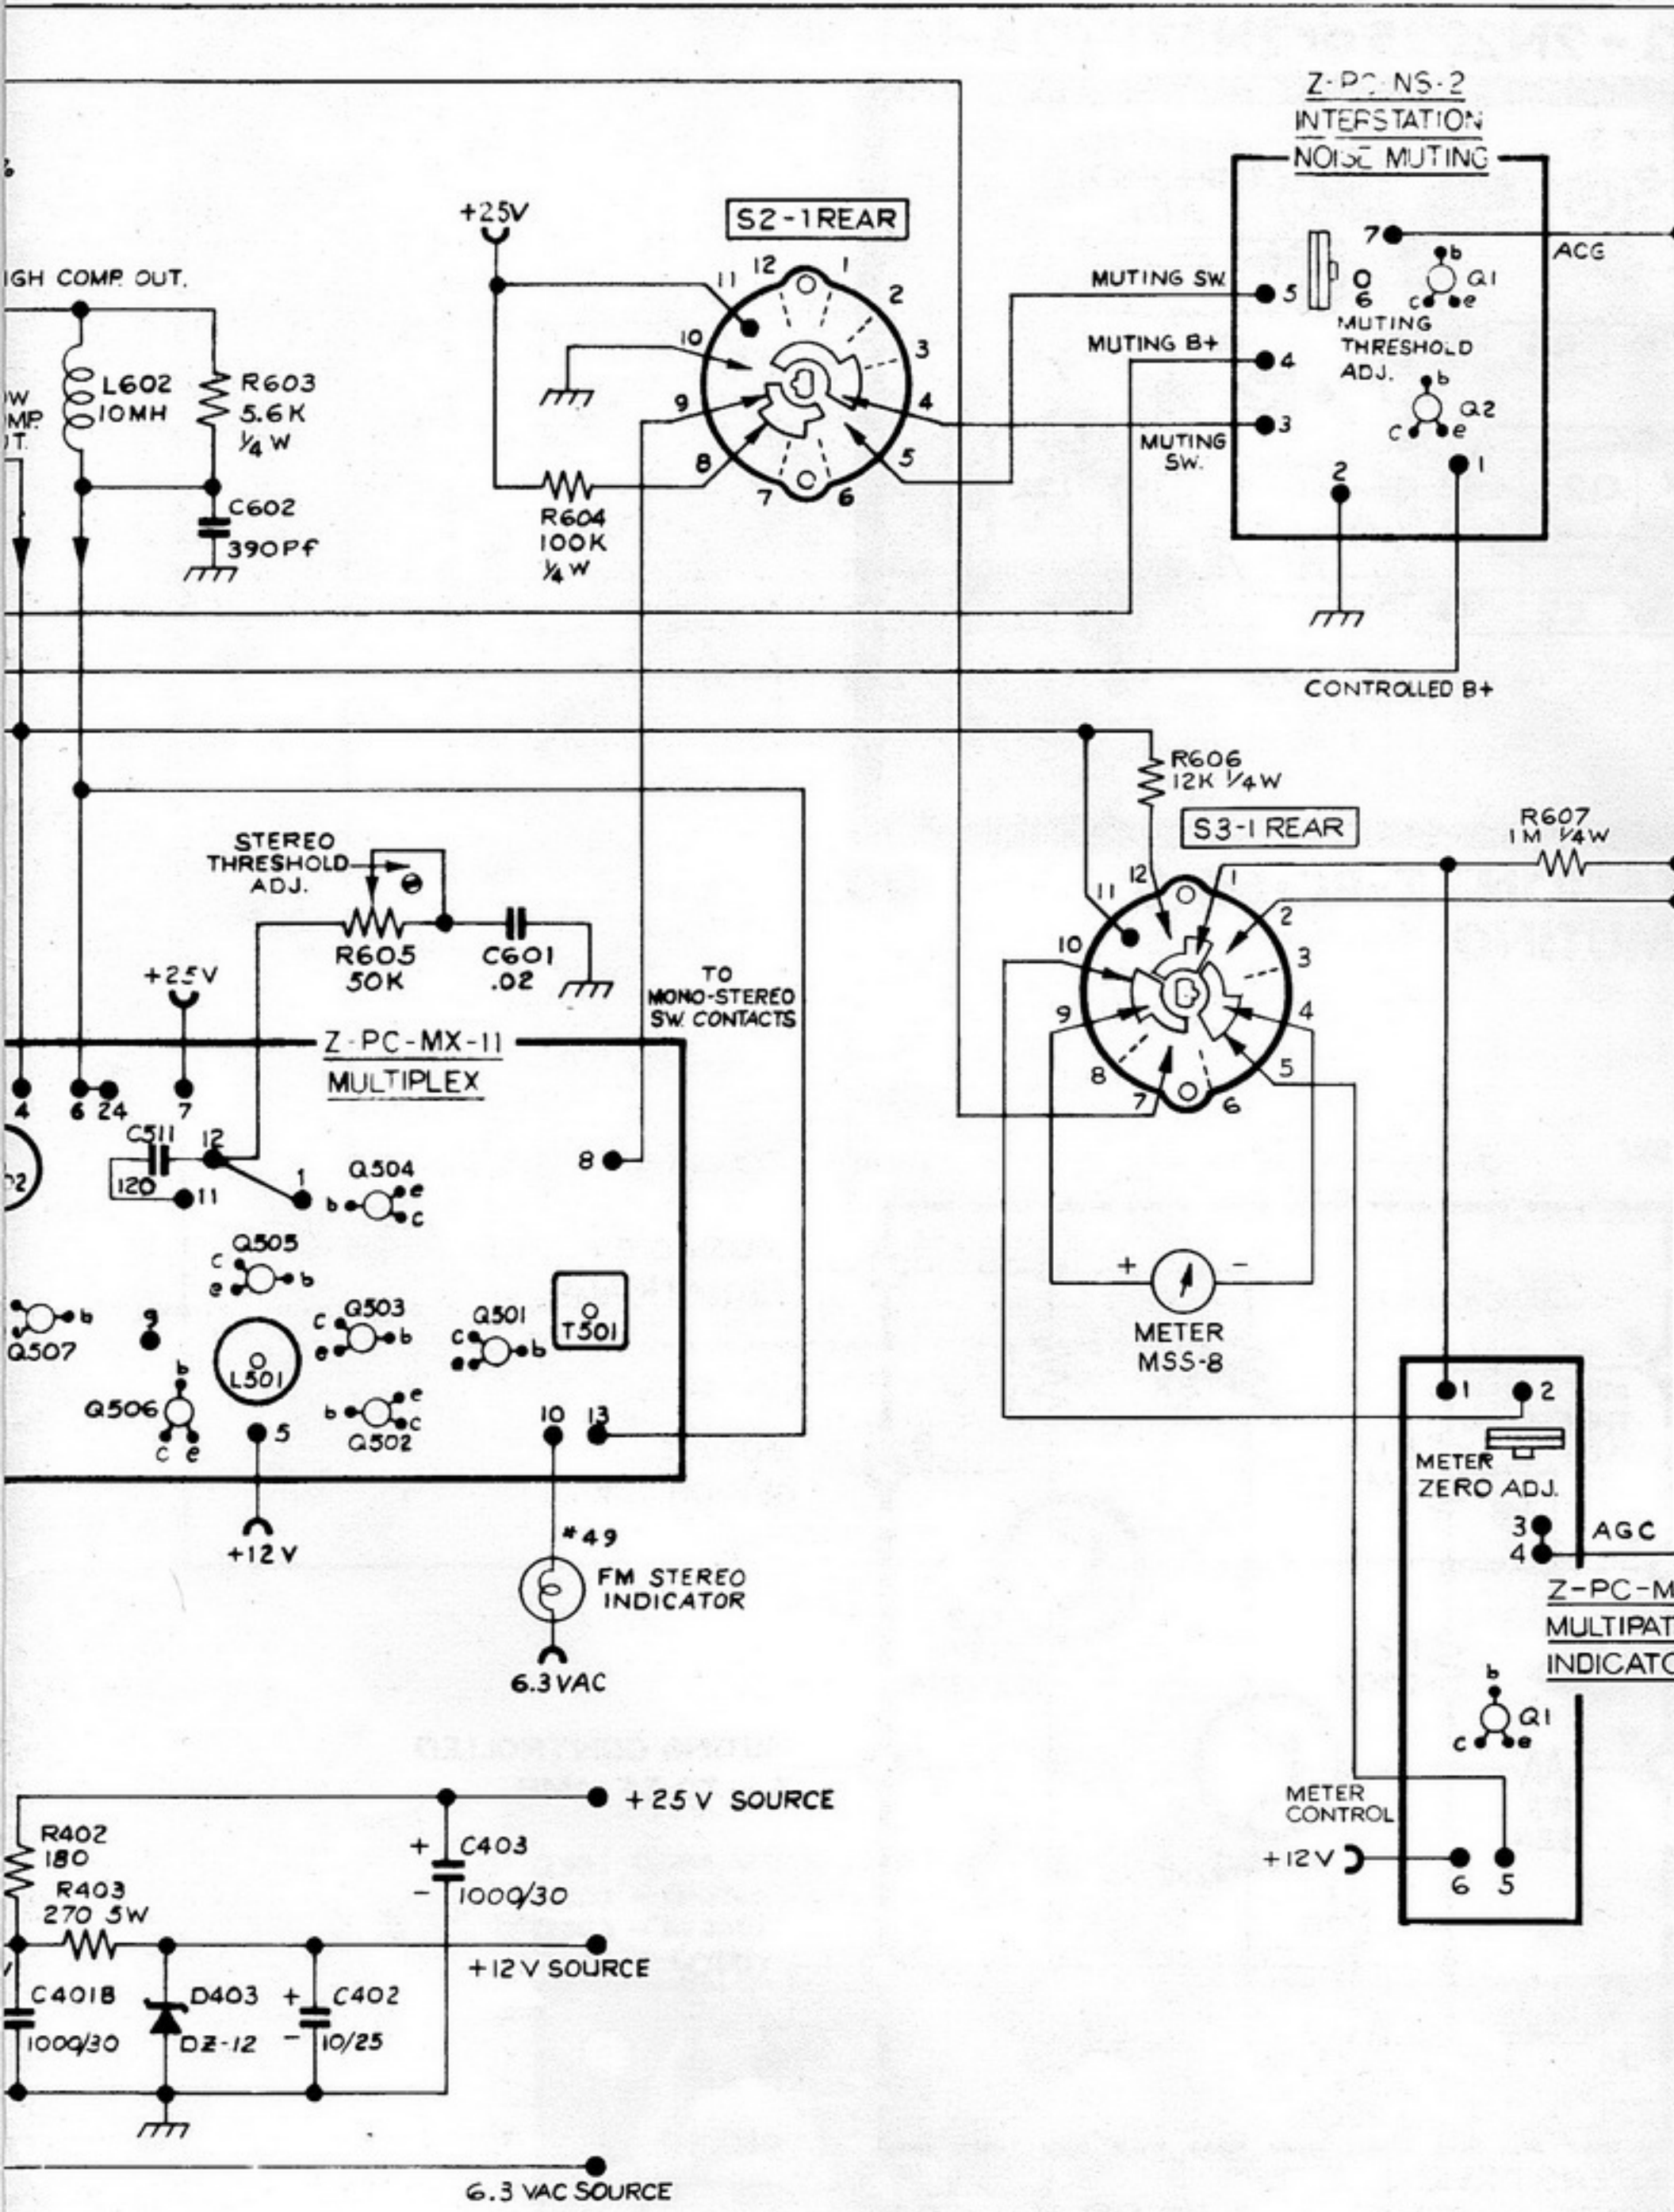 Z-PC-NS-2
INTERSTATION
NOISE MUTING
+25V
S2-1 REAR
12
1
11
2
10
3
9
4
8
5
7
6
7
ACG
b
Q1
c
e
MUTING SW.
5
6
MUTING
THRESHOLD
ADJ.
MUTING B+
4
b
Q2
c
e
3
MUTING
SW.
2
1
IGH COMP. OUT.
L602
10MH
R603
5.6K
1/4 W
OW
MP.
UT.
C602
390Pf
R604
100K
1/4 W
CONTROLLED B+
R606
12K 1/4W
S3-1 REAR
R607
1M 1/4W
12
1
11
2
10
3
9
4
8
5
7
6
STEREO
THRESHOLD
ADJ.
R605
50K
C601
.02
+25V
TO
MONO-STEREO
SW. CONTACTS
Z-PC-MX-11
MULTIPLEX
4
6
24
7
C511
12
120
11
1
8
02
Q504
b
e
c
Q505
c
e
b
Q503
c
e
b
Q501
c
e
b
T501
b
Q507
9
L501
b
Q506
c
e
b
e
c
Q502
5
10
13
+12V
#49
FM STEREO
INDICATOR
6.3VAC
+
-
METER
MSS-8
1
2
METER
ZERO ADJ.
3
4
AGC
Z-PC-M
MULTIPAT
INDICATO
b
Q1
c
e
METER
CONTROL
+12V
6
5
+25V SOURCE
R402
180
R403
270 5W
+
C403
-
1000/30
+12V SOURCE
C401B
1000/30
D403
DZ-12
+
C402
-
10/25
6.3 VAC SOURCE